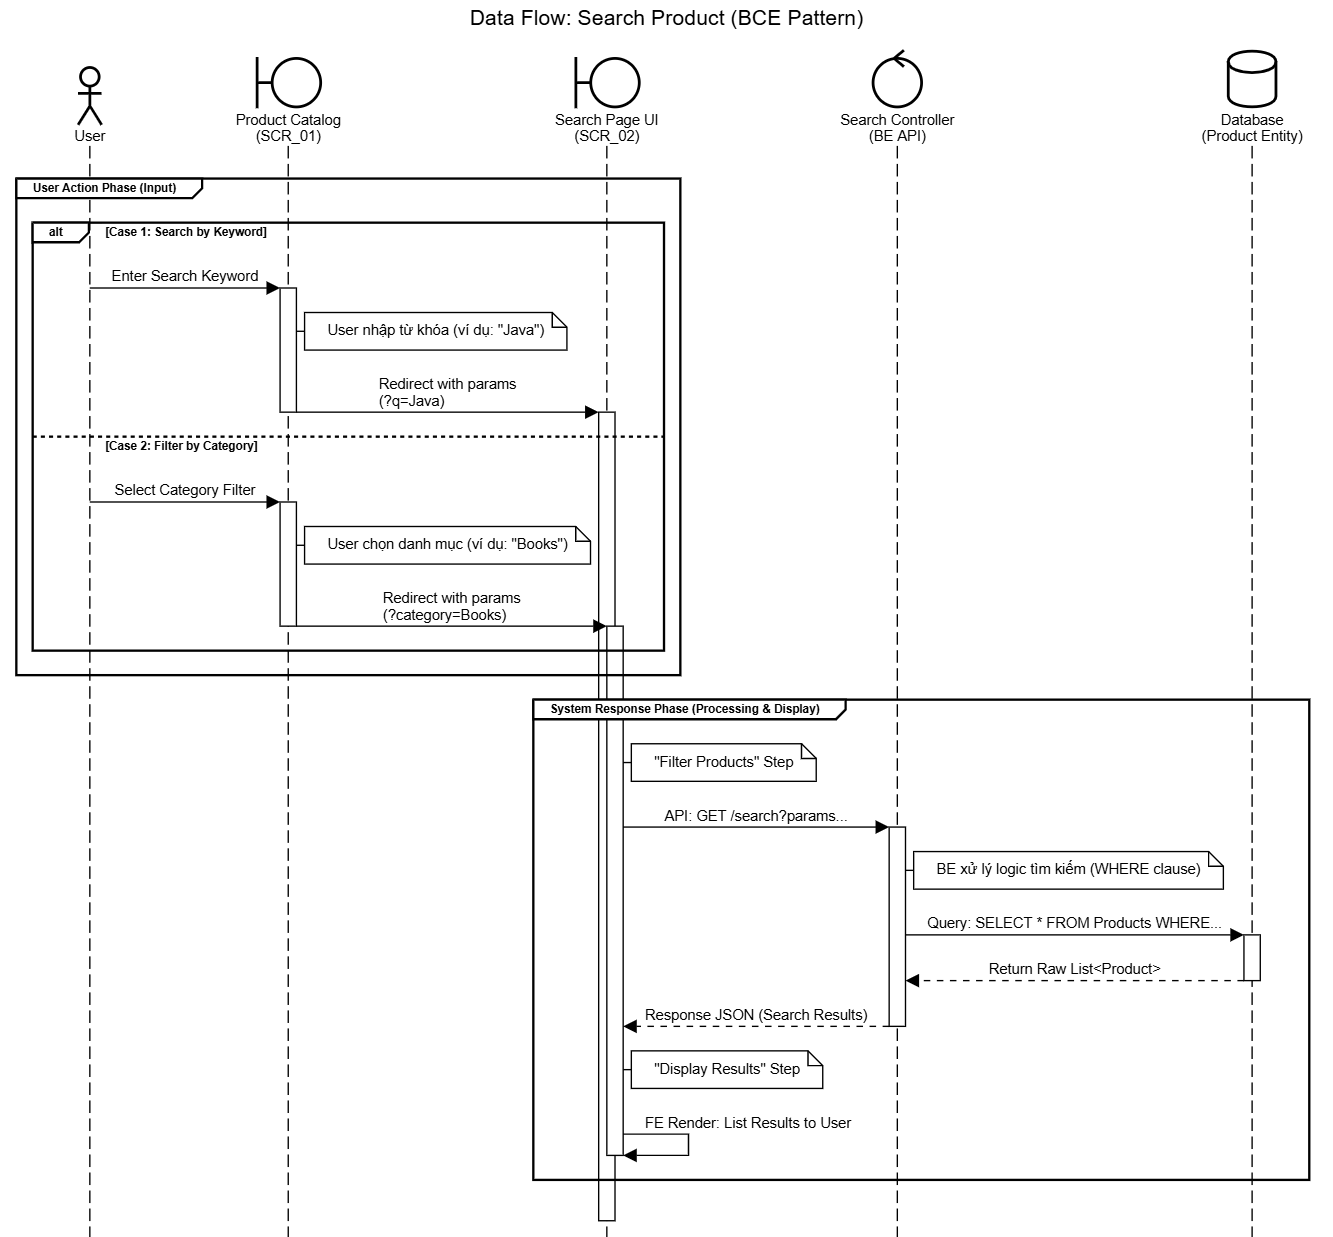 Data Flow: Search Product (BCE Pattern)
User
Product Catalog
(SCR_01)
Search Page UI
(SCR_02)
Search Controller
(BE API)
Database
(Product Entity)
User Action Phase (Input)
alt
[Case 1: Search by Keyword]
Enter Search Keyword
User nhập từ khóa (ví dụ: "Java")
Redirect with params
(?q=Java)
[Case 2: Filter by Category]
Select Category Filter
User chọn danh mục (ví dụ: "Books")
Redirect with params
(?category=Books)
System Response Phase (Processing & Display)
"Filter Products" Step
API: GET /search?params...
BE xử lý logic tìm kiếm (WHERE clause)
Query: SELECT * FROM Products WHERE...
Return Raw List<Product>
Response JSON (Search Results)
"Display Results" Step
FE Render: List Results to User